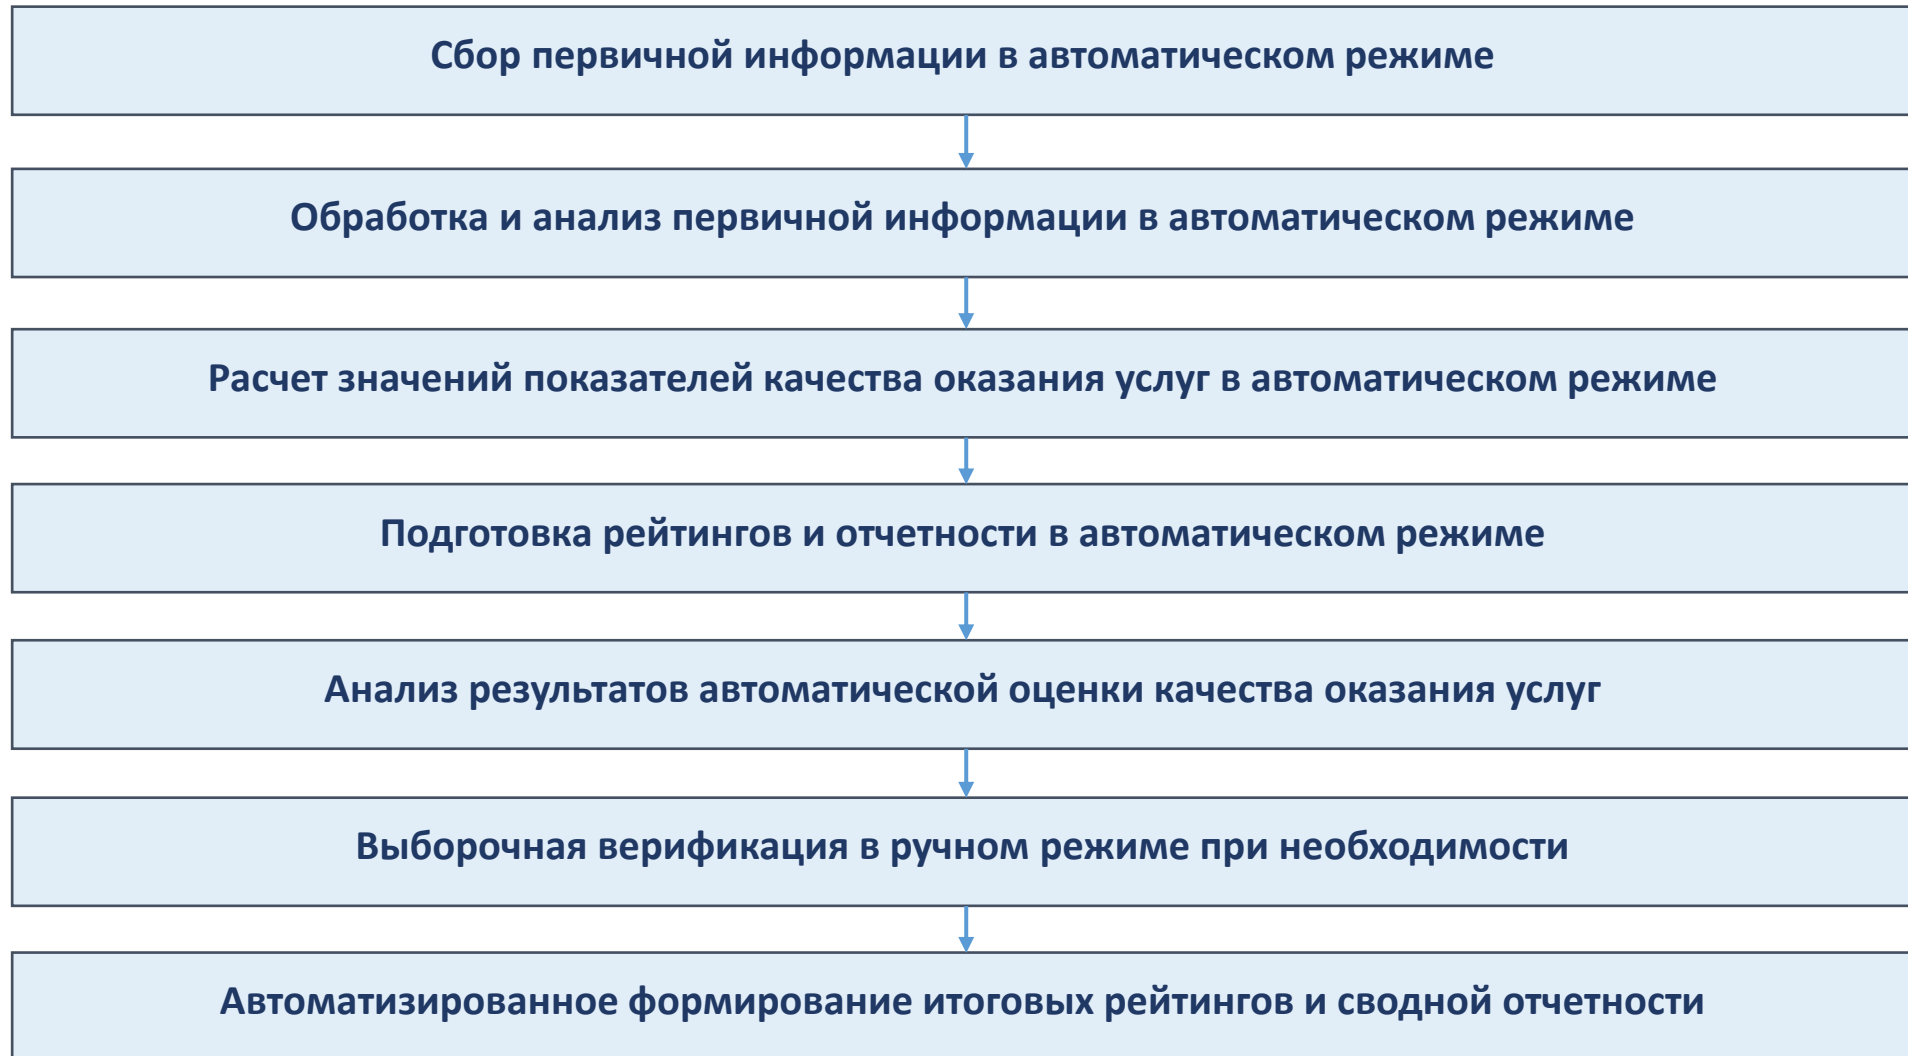 Сбор первичной информации в автоматическом режиме
Обработка и анализ первичной информации в автоматическом режиме
Расчет значений показателей качества оказания услуг в автоматическом режиме
Подготовка рейтингов и отчетности в автоматическом режиме
Анализ результатов автоматической оценки качества оказания услуг
Выборочная верификация в ручном режиме при необходимости
Автоматизированное формирование итоговых рейтингов и сводной отчетности